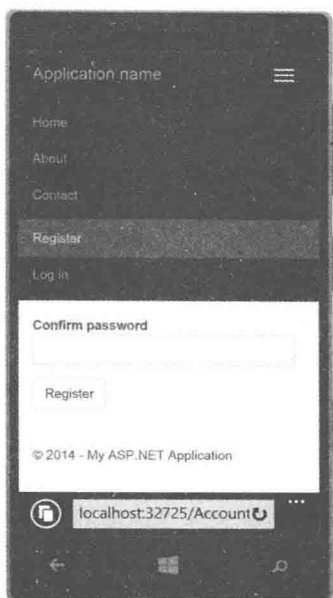 Application name
Home
About
Contact
Register
Log in
Confirm password
Register
© 2014 - My ASP.NET Application
localhost:32725/Account